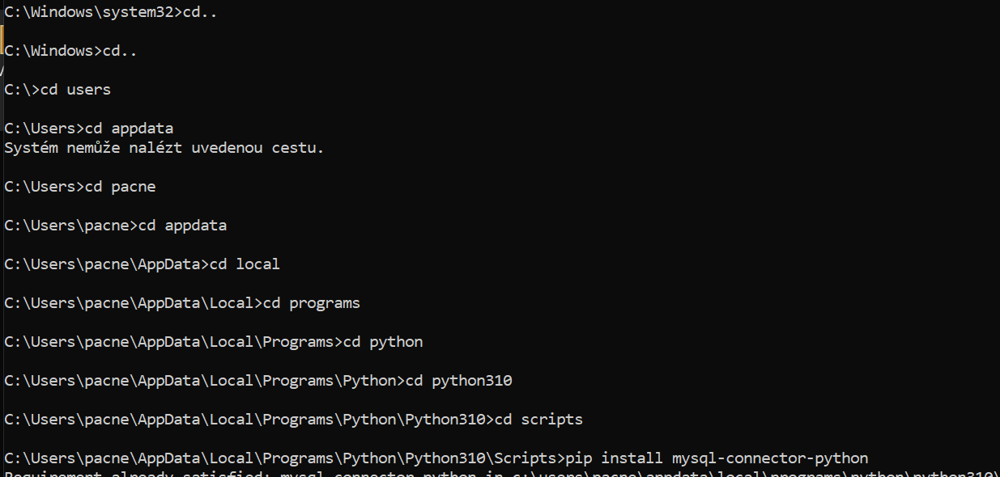 C:\Windows\system32>cd..
C:\Windows>cd..
C:\>cd users
C:\Users>cd appdata
Systém nemůže nalézt uvedenou cestu.
C:\Users>cd pacne
C:\Users\pacne>cd appdata
C:\Users\pacne\AppData>cd local
C:\Users\pacne\AppData\Local>cd programs
C:\Users\pacne\AppData\Local\Programs>cd python
C:\Users\pacne\AppData\Local\Programs\Python>cd python310
C:\Users\pacne\AppData\Local\Programs\Python\Python310>cd scripts
C:\Users\pacne\AppData\Local\Programs\Python\Python310\Scripts>pip install mysql-connector-python
Requirement already satisfied: mysql-connector-python in c:\users\pacne\appdata\local\programs\python\python310\